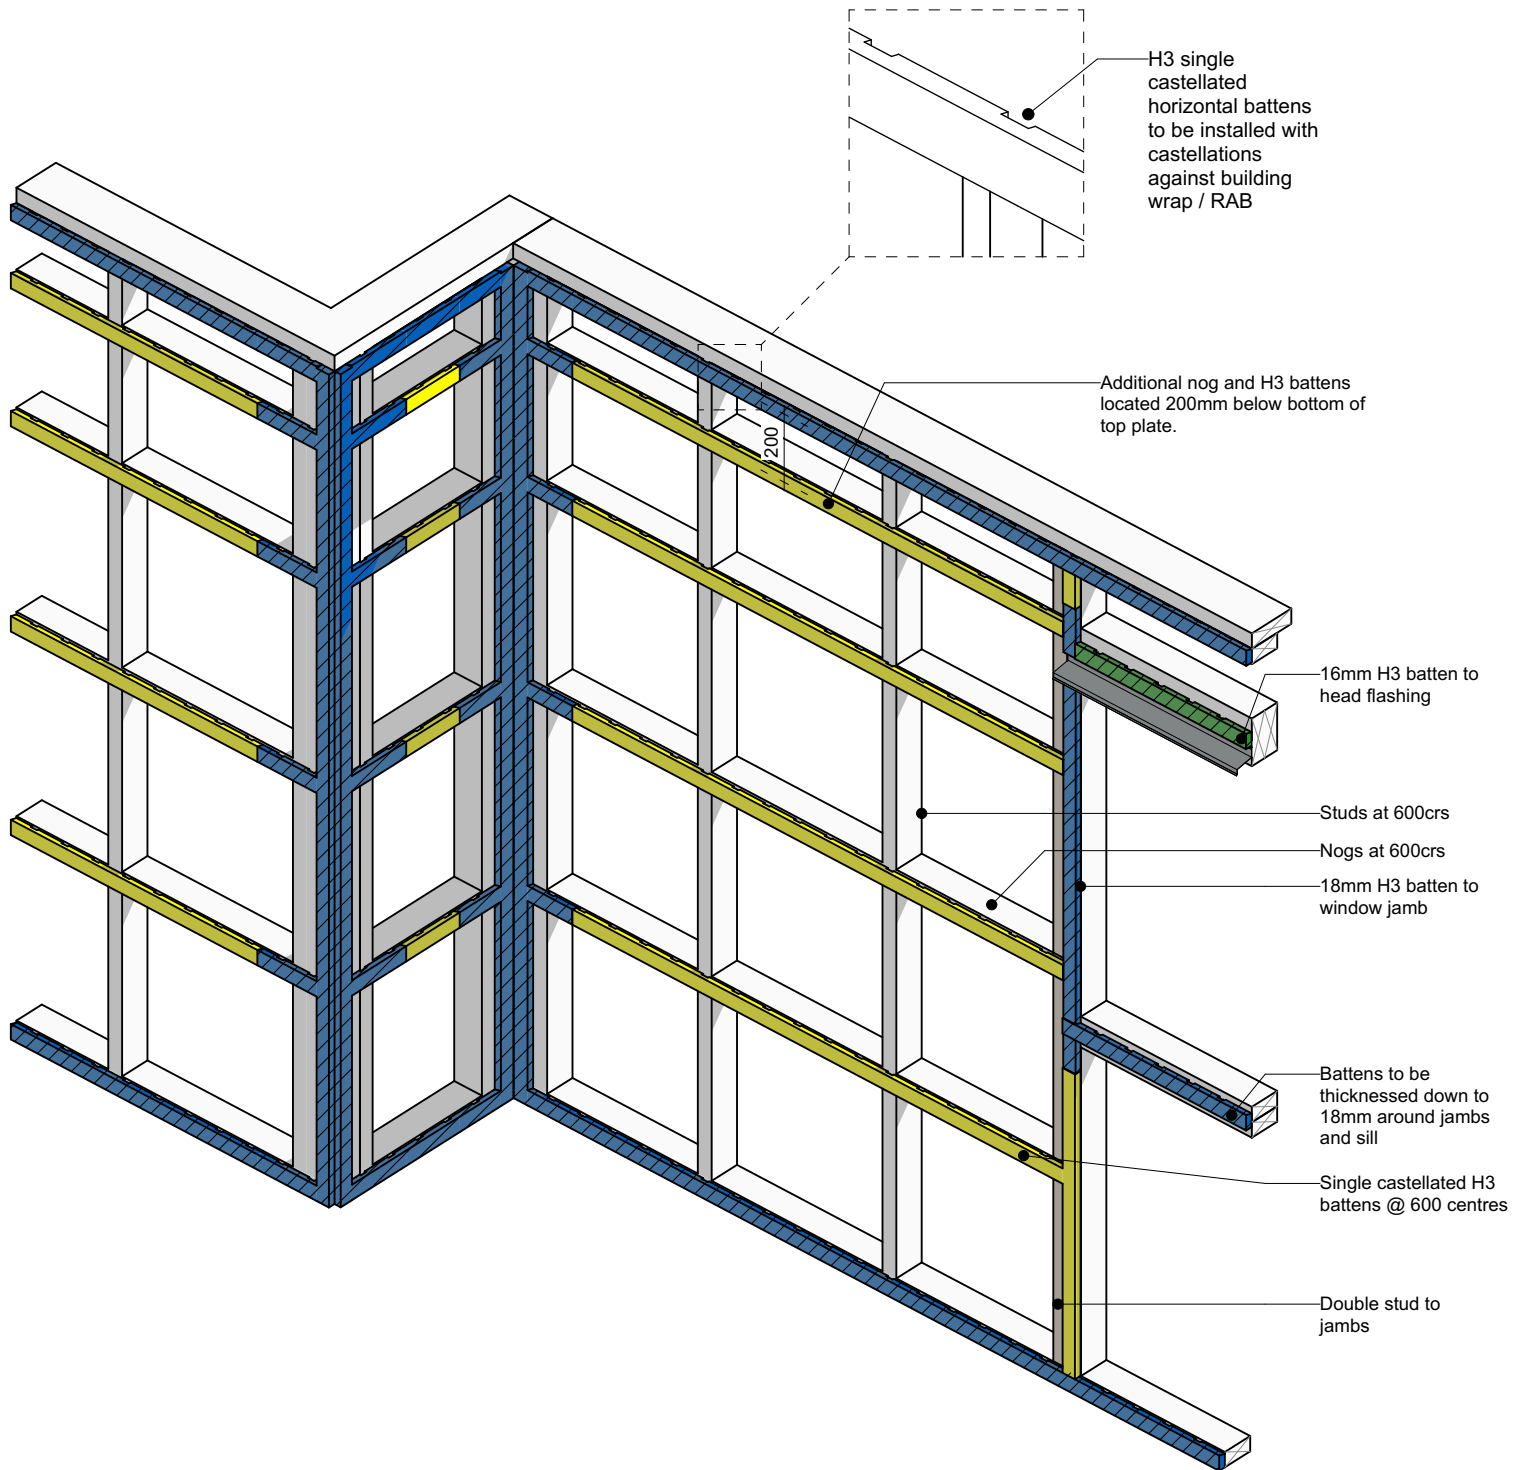 H3 single
castellated
horizontal battens
to be installed with
castellations
against building
wrap / RAB
Additional nog and H3 battens
located 200mm below bottom of
top plate.
200
16mm H3 batten to
head flashing
Studs at 600crs
Nogs at 600crs
18mm H3 batten to
window jamb
Battens to be
thicknessed down to
18mm around jambs
and sill
Single castellated H3
battens @ 600 centres
Double stud to
jambs